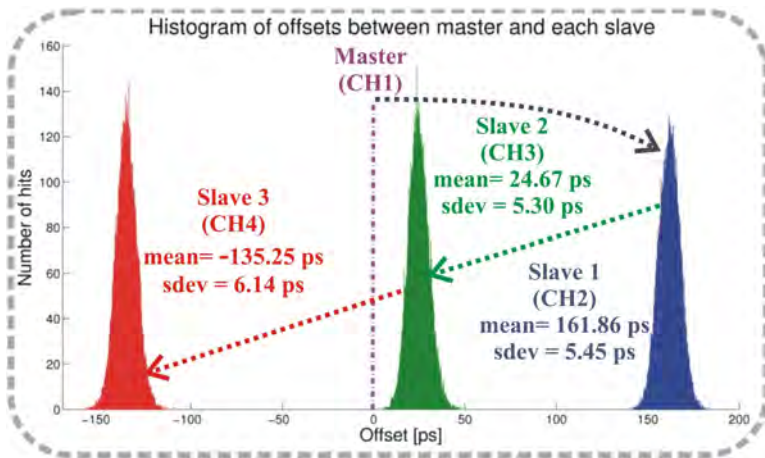 Histogram of offsets between master and each slave
160
140
120
100
80
60
40
20
0
Number of hits
Master
(CH1)
Slave 2
(CH3)
mean= 24.67 ps
sdev = 5.30 ps
Slave 3
(CH4)
mean= -135.25 ps
sdev = 6.14 ps
Slave 1
(CH2)
mean= 161.86 ps
sdev = 5.45 ps
-150 -100 -50 0 50 100 150 200
Offset [ps]